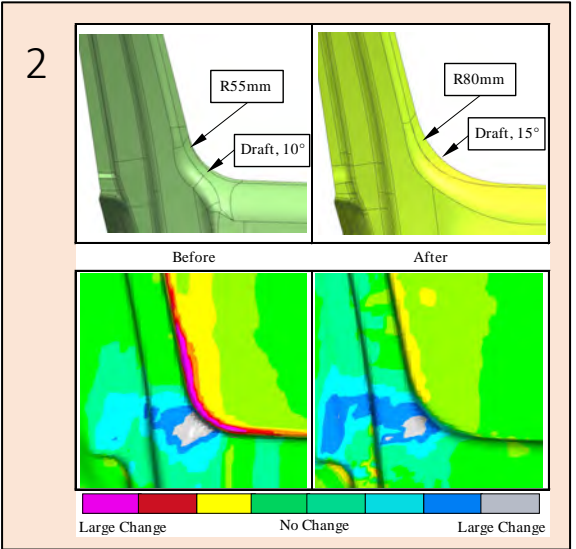 2
R55mm
R80mm
Draft, 10°
Draft, 15°
Before
After
Large Change
No Change
Large Change